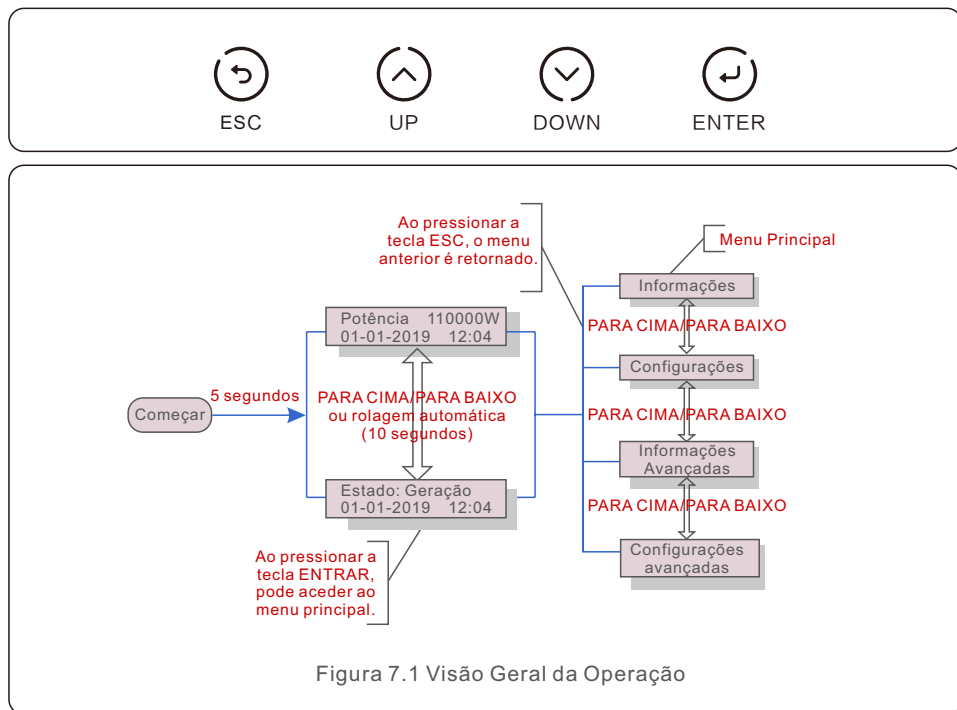 ESC
UP
DOWN
ENTER
Ao pressionar a
tecla ESC, o menu
anterior é retornado.
Menu Principal
Informações
Potência 110000W
01-01-2019 12:04
PARA CIMA/PARA BAIXO
Configurações
5 segundos
Começar
PARA CIMA/PARA BAIXO
ou rolagem automática
(10 segundos)
PARA CIMA/PARA BAIXO
Informações
Avançadas
Estado: Geração
01-01-2019 12:04
PARA CIMA/PARA BAIXO
Configurações
avançadas
Ao pressionar a
tecla ENTRAR,
pode aceder ao
menu principal.
Figura 7.1 Visão Geral da Operação